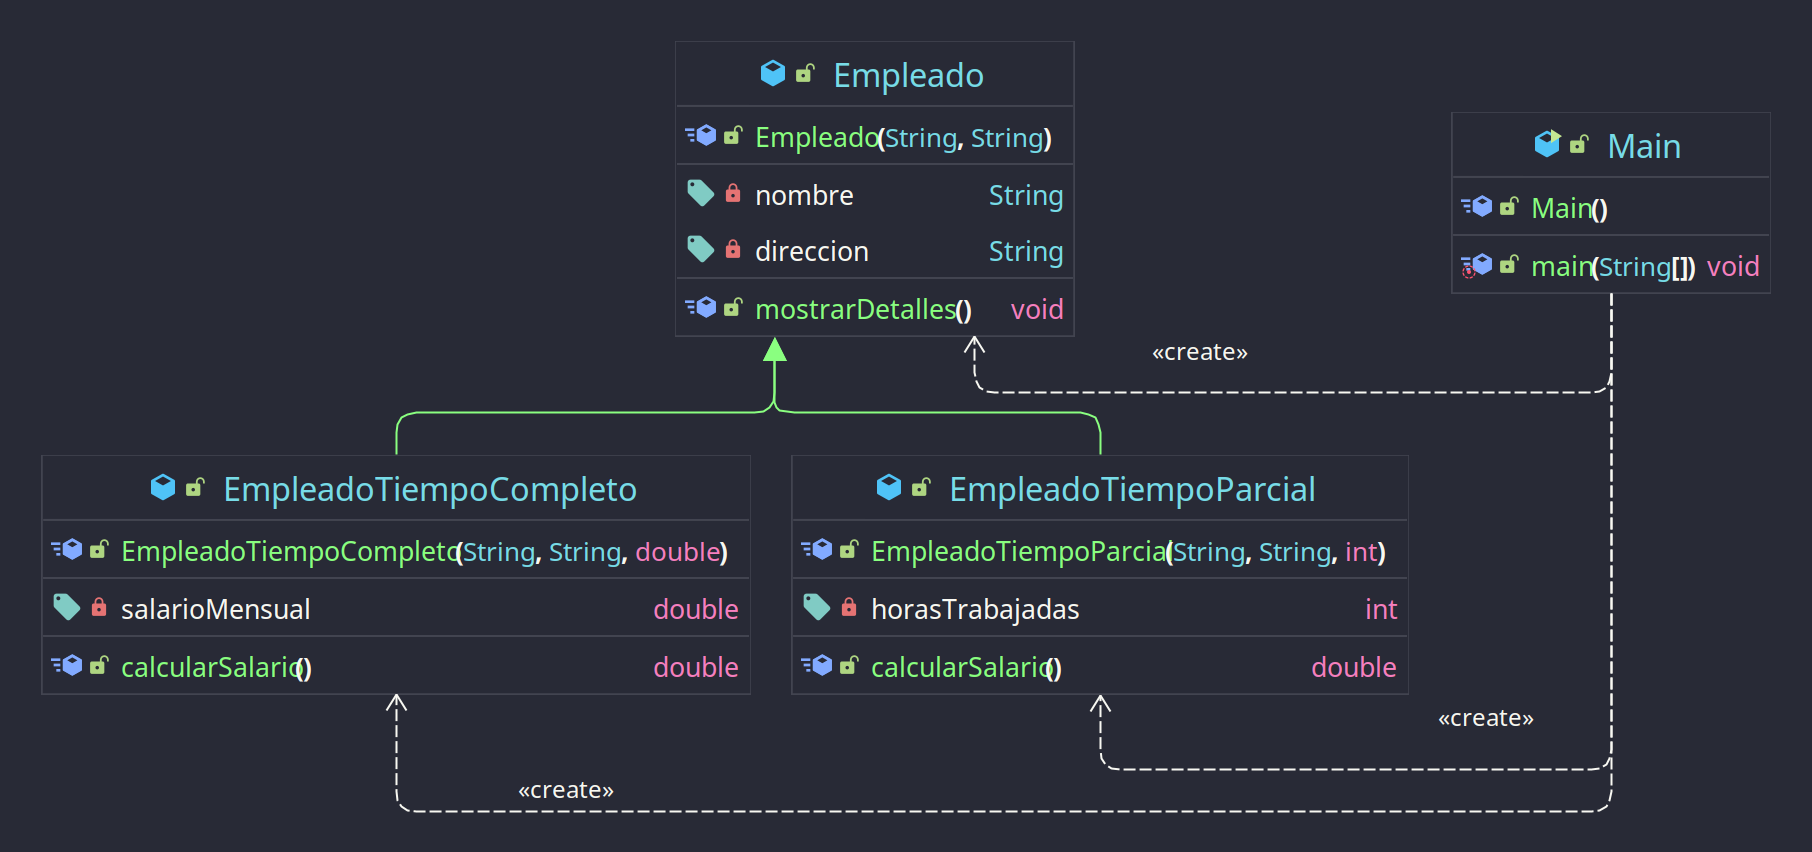 Empleado
Empleado(String, String)
nombre String
direccion String
mostrarDetalles() void
Main
Main()
main(String[]) void
«create»
EmpleadoTiempoCompleto
EmpleadoTiempoCompleto(String, String, double)
salarioMensual double
calcularSalario() double
EmpleadoTiempoParcial
EmpleadoTiempoParcial(String, String, int)
horasTrabajadas int
calcularSalario() double
«create»
«create»